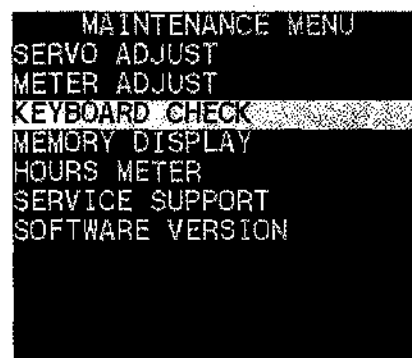 MAINTENANCE MENU
SERVO ADJUST
METER ADJUST
KEYBOARD CHECK
MEMORY DISPLAY
HOURS METER
SERVICE SUPPORT
SOFTWARE VERSION